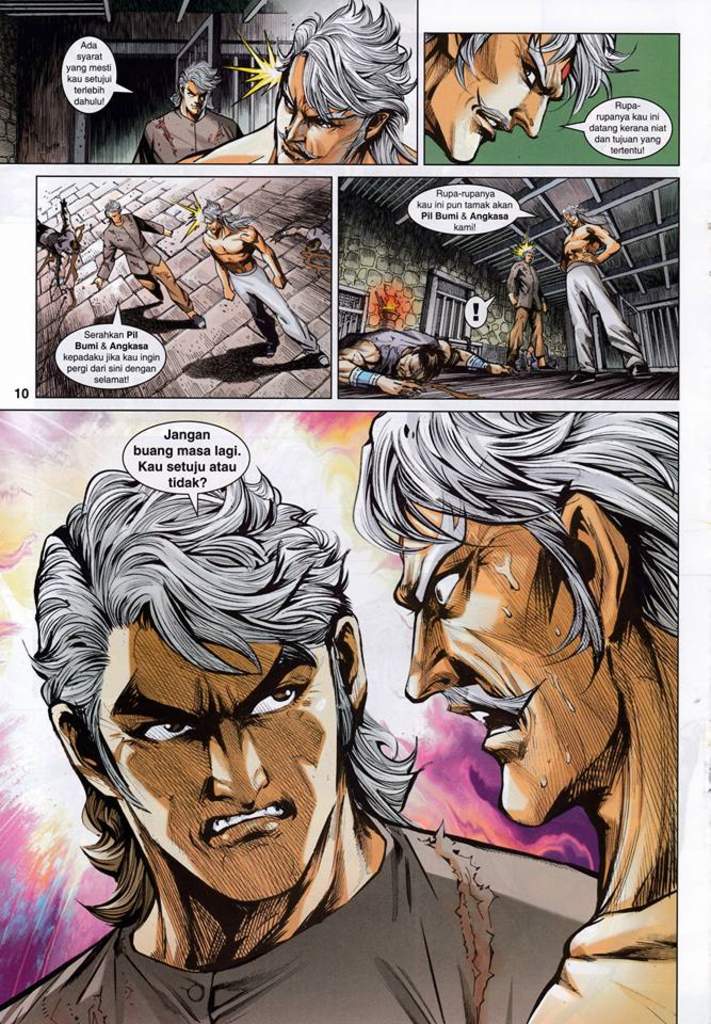 Ada
syarat
yang mesti
kau setujui
terlebih
dahulu!
Rupa-
rupanya kau ini
datang kerana niat
dan tujuan yang
tertentu!
Serahkan Pil
Bumi & Angkasa
kepadaku jika kau ingin
pergi dari sini dengan
selamat!
Rupa-rupanya
kau ini pun tamak akan
Pil Bumi & Angkasa
kami!
!
10
Jangan
buang masa lagi.
Kau setuju atau
tidak?